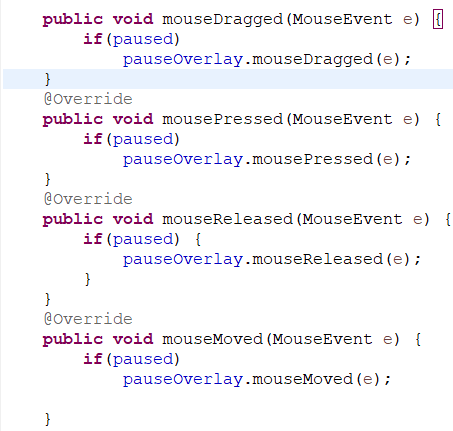 public void mouseDragged(MouseEvent e) {
    if(paused)
        pauseOverlay.mouseDragged(e);
}
@Override
public void mousePressed(MouseEvent e) {
    if(paused)
        pauseOverlay.mousePressed(e);
}
@Override
public void mouseReleased(MouseEvent e) {
    if(paused) {
        pauseOverlay.mouseReleased(e);
    }
}
@Override
public void mouseMoved(MouseEvent e) {
    if(paused)
        pauseOverlay.mouseMoved(e);

}